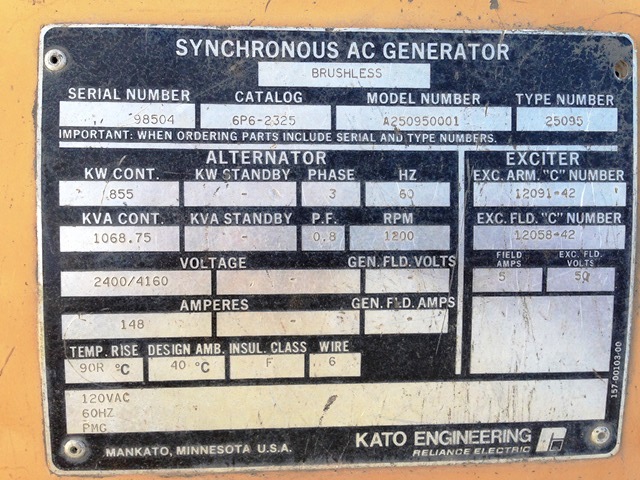 SYNCHRONOUS AC GENERATOR
BRUSHLESS
SERIAL NUMBER CATALOG MODEL NUMBER TYPE NUMBER
98504 6P6-2325 A250950001 25095
IMPORTANT: WHEN ORDERING PARTS INCLUDE SERIAL AND TYPE NUMBERS.
ALTERNATOR EXCITER
KW CONT. KW STANDBY PHASE HZ EXC. ARM. "C" NUMBER
855 - 3 60 12091-42
KVA CONT. KVA STANDBY P.F. RPM EXC. FLD. "C" NUMBER
1068.75 - 0.8 1200 12058-42
VOLTAGE GEN. FLD. VOLTS FIELD AMPS EXC. FLD. VOLTS
2400/4160 - - 5 50
AMPERES GEN. FLD. AMPS
148 - -
TEMP. RISE DESIGN AMB. INSUL. CLASS WIRE
90R °C 40 °C F 6
120VAC
60HZ
PMG
MANKATO, MINNESOTA U.S.A. KATO ENGINEERING
RELIANCE ELECTRIC
157-00103-00